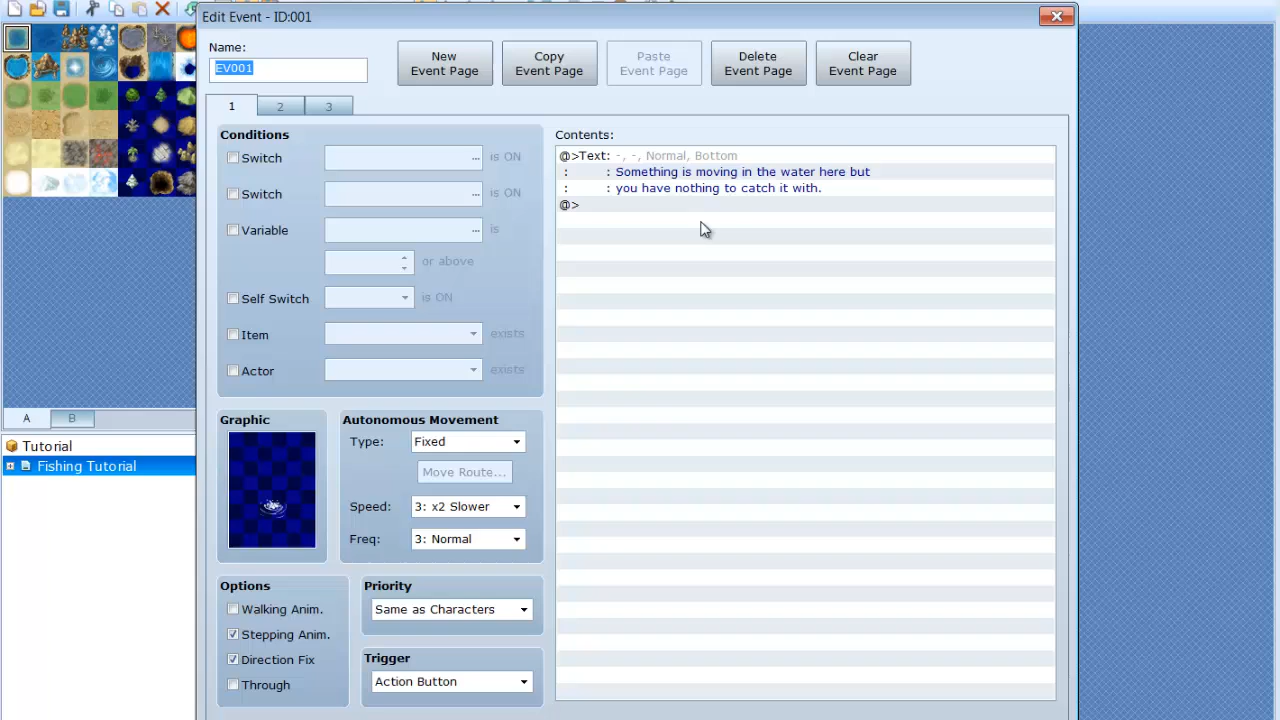 Edit Event - ID:001
Name:
EV001
New
Event Page
Copy
Event Page
Paste
Event Page
Delete
Event Page
Clear
Event Page
1
2
3
Conditions
Switch
...
is ON
Switch
...
is ON
Variable
...
is
or above
Self Switch
is ON
Item
exists
Actor
exists
Graphic
Autonomous Movement
Type:
Fixed
Move Route...
Speed:
3: x2 Slower
Freq:
3: Normal
Options
Walking Anim.
Stepping Anim.
Direction Fix
Through
Priority
Same as Characters
Trigger
Action Button
Contents:
@>Text: -, -, Normal, Bottom
: : Something is moving in the water here but
: : you have nothing to catch it with.
@>
A
B
Tutorial
Fishing Tutorial